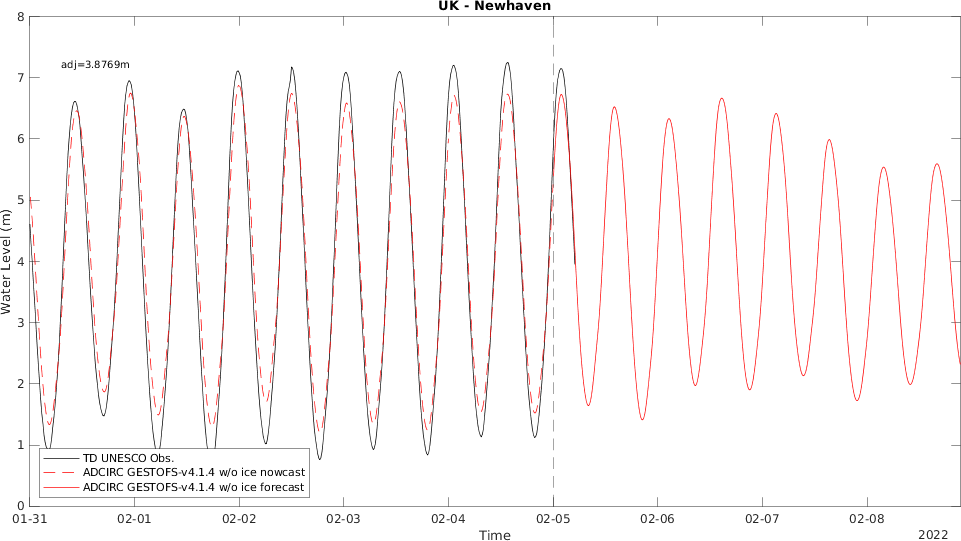 UK - Newhaven
8
7
6
5
4
3
2
1
0
Water Level (m)
adj=3.8769m
TD UNESCO Obs.
ADCIRC GESTOFS-v4.1.4 w/o ice nowcast
ADCIRC GESTOFS-v4.1.4 w/o ice forecast
01-31 02-01 02-02 02-03 02-04 02-05 02-06 02-07 02-08
Time
2022